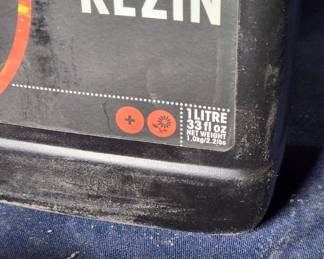 REZIN
1 LITRE
33 fl oz
NET WEIGHT
1.0kg/2.2lbs